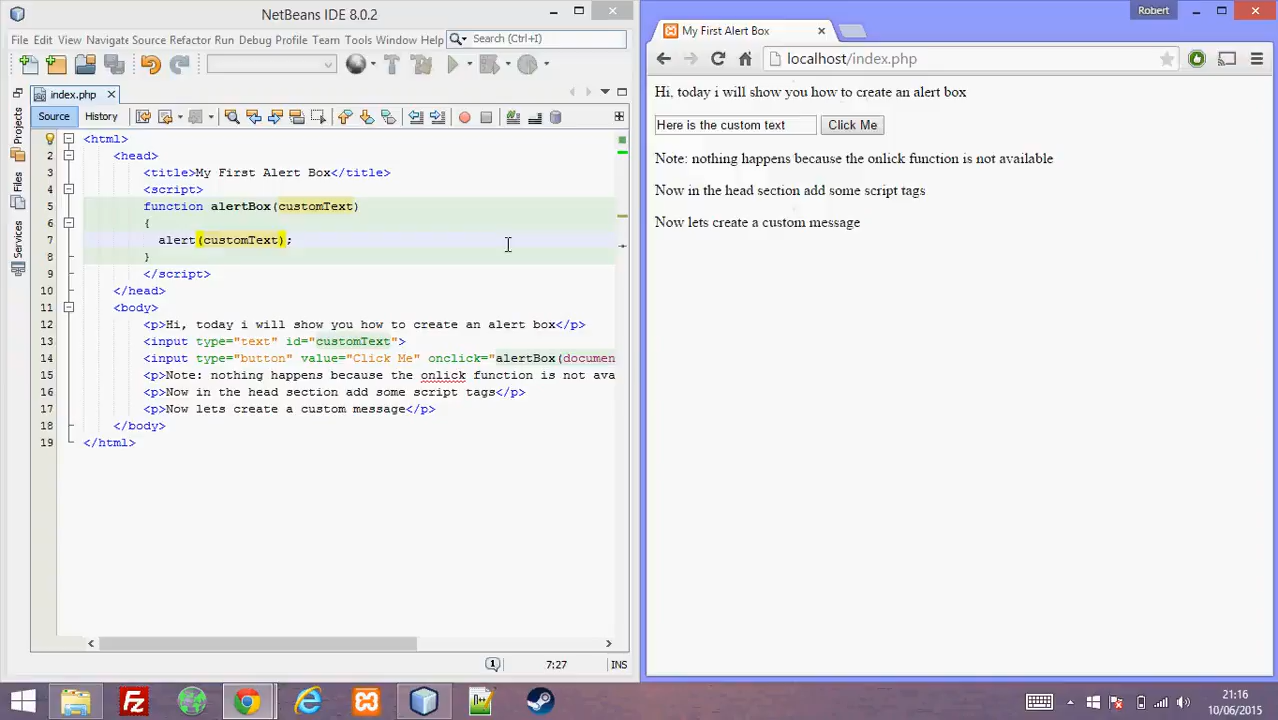 NetBeans IDE 8.0.2
File Edit View Navigate Source Refactor Run Debug Profile Team Tools Window Help
Search (Ctrl+I)
index.php
Source History
Projects
Files
Services
<html>
2 <head>
3 <title>My First Alert Box</title>
4 <script>
5 function alertBox(customText)
6 {
7 alert(customText);
8 }
9 </script>
10 </head>
11 <body>
12 <p>Hi, today i will show you how to create an alert box</p>
13 <input type="text" id="customText">
14 <input type="button" value="Click Me" onclick="alertBox(documen
15 <p>Note: nothing happens because the onlick function is not ava
16 <p>Now in the head section add some script tags</p>
17 <p>Now lets create a custom message</p>
18 </body>
19 </html>
1
7:27
INS
Robert
My First Alert Box
localhost/index.php
Hi, today i will show you how to create an alert box
Here is the custom text
Click Me
Note: nothing happens because the onlick function is not available
Now in the head section add some script tags
Now lets create a custom message
Fz
21:16
10/06/2015